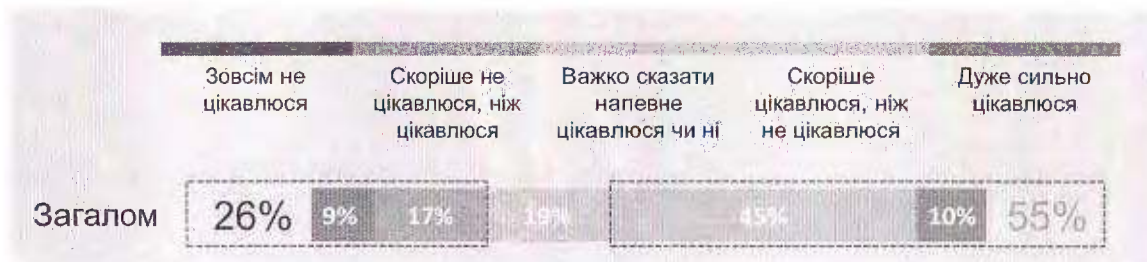 Зовсім не
цікавлюся
Скоріше не
цікавлюся, ніж
цікавлюся
Важко сказати
напевне
цікавлюся чи ні
Скоріше
цікавлюся, ніж
не цікавлюся
Дуже сильно
цікавлюся
Загалом 26% 9% 17% 19% 45% 10% 55%